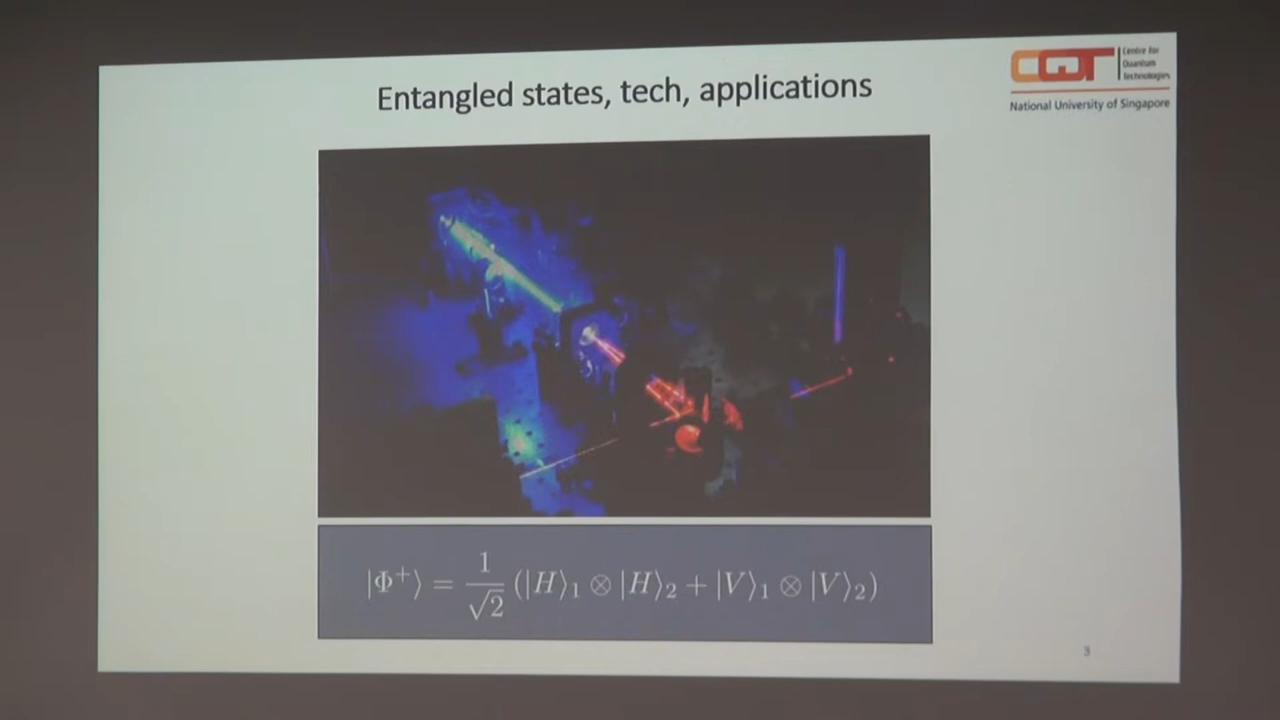 Entangled states, tech, applications
CQT
Centre for
Quantum
Technologies
National University of Singapore
|Φ⁺⟩ = 1/√2 (|H⟩₁ ⊗ |H⟩₂ + |V⟩₁ ⊗ |V⟩₂)
3